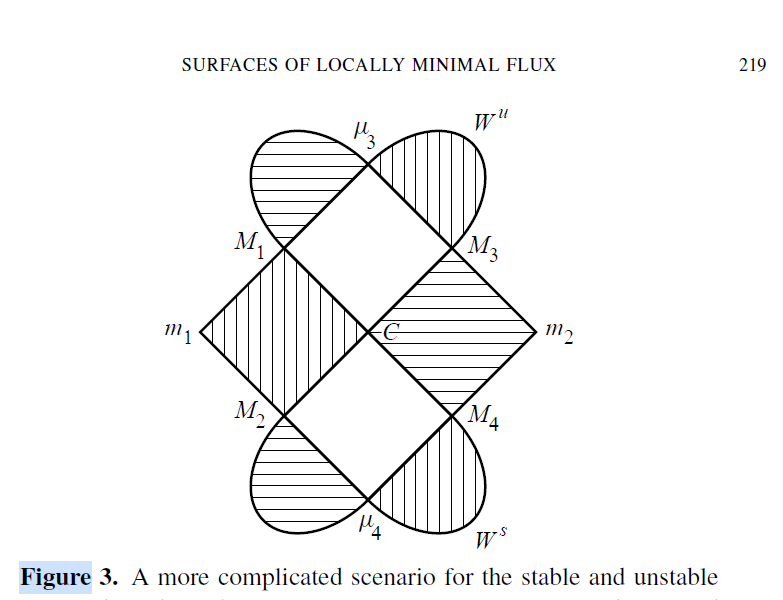 SURFACES OF LOCALLY MINIMAL FLUX 219
μ3 W^u
M1 M3
m1 C m2
M2 M4
μ4 W^s
Figure 3. A more complicated scenario for the stable and unstable